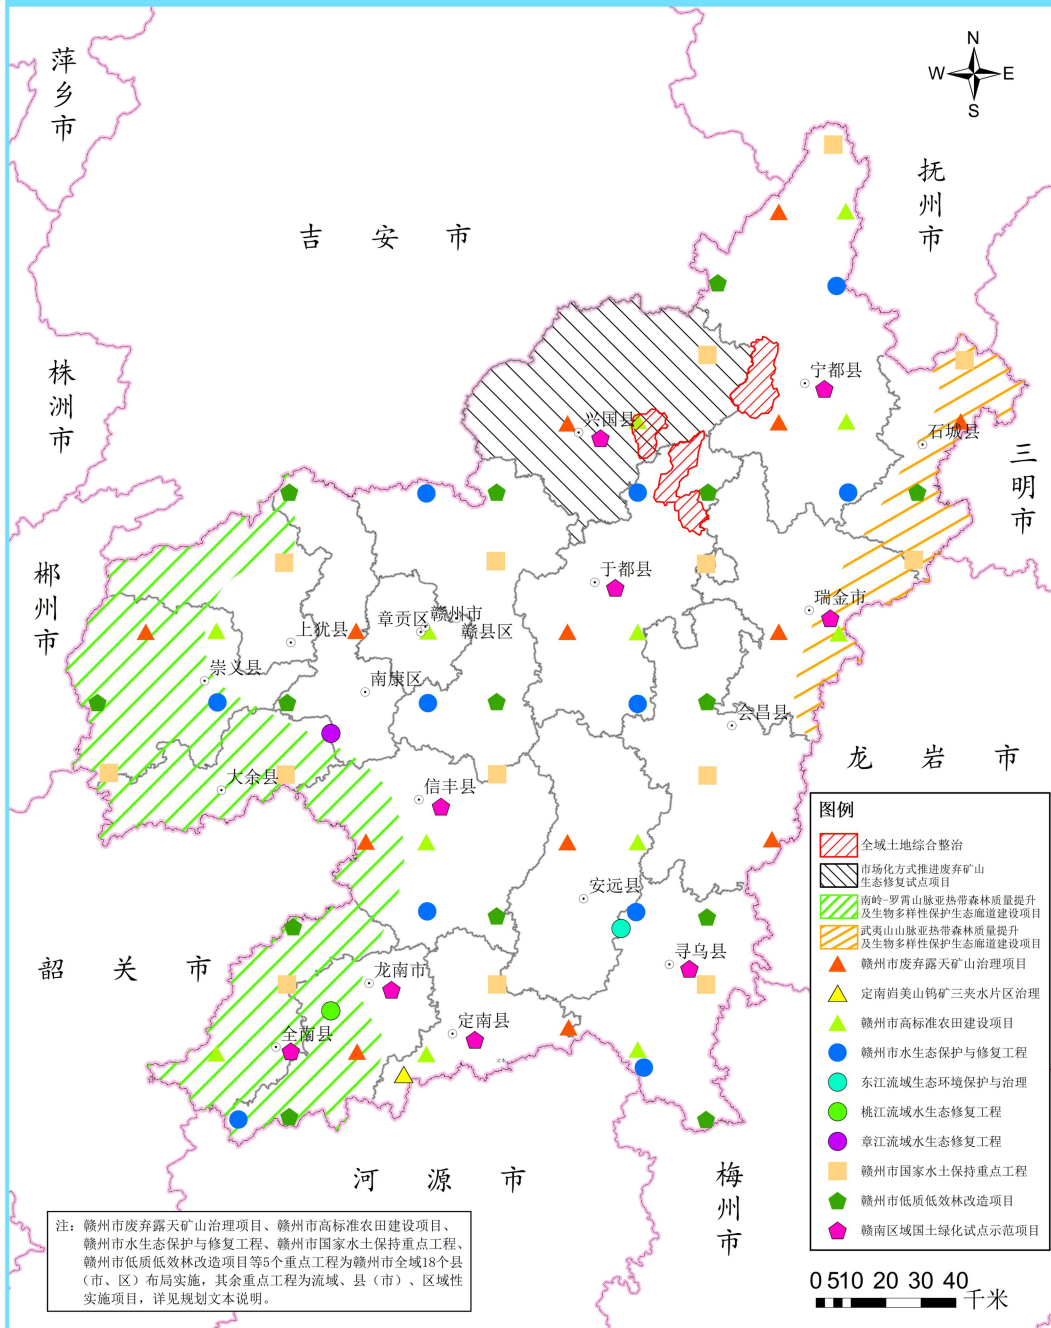 N
W E
S
萍乡市
抚州市
吉安市
株洲市
宁都县
兴国县
石城县
三明市
郴州市
于都县
瑞金市
章贡区
赣州市
赣县区
上犹县
崇义县
南康区
会昌县
龙岩市
大余县
信丰县
安远县
寻乌县
韶关市
龙南市
定南县
全南县
河源市
梅州市
图例
全域土地综合整治
市场化方式推进废弃矿山
生态修复试点项目
南岭-罗霄山脉亚热带森林质量提升
及生物多样性保护生态廊道建设项目
武夷山山脉亚热带森林质量提升
及生物多样性保护生态廊道建设项目
赣州市废弃露天矿山治理项目
定南岿美山钨矿三夹水片区治理
赣州市高标准农田建设项目
赣州市水生态保护与修复工程
东江流域生态环境保护与治理
桃江流域水生态修复工程
章江流域水生态修复工程
赣州市国家水土保持重点工程
赣州市低质低效林改造项目
赣南区域国土绿化试点示范项目
注：赣州市废弃露天矿山治理项目、赣州市高标准农田建设项目、
赣州市水生态保护与修复工程、赣州市国家水土保持重点工程、
赣州市低质低效林改造项目等5个重点工程为赣州市全域18个县
（市、区）布局实施，其余重点工程为流域、县（市）、区域性
实施项目，详见规划文本说明。
0 5 10 20 30 40
千米